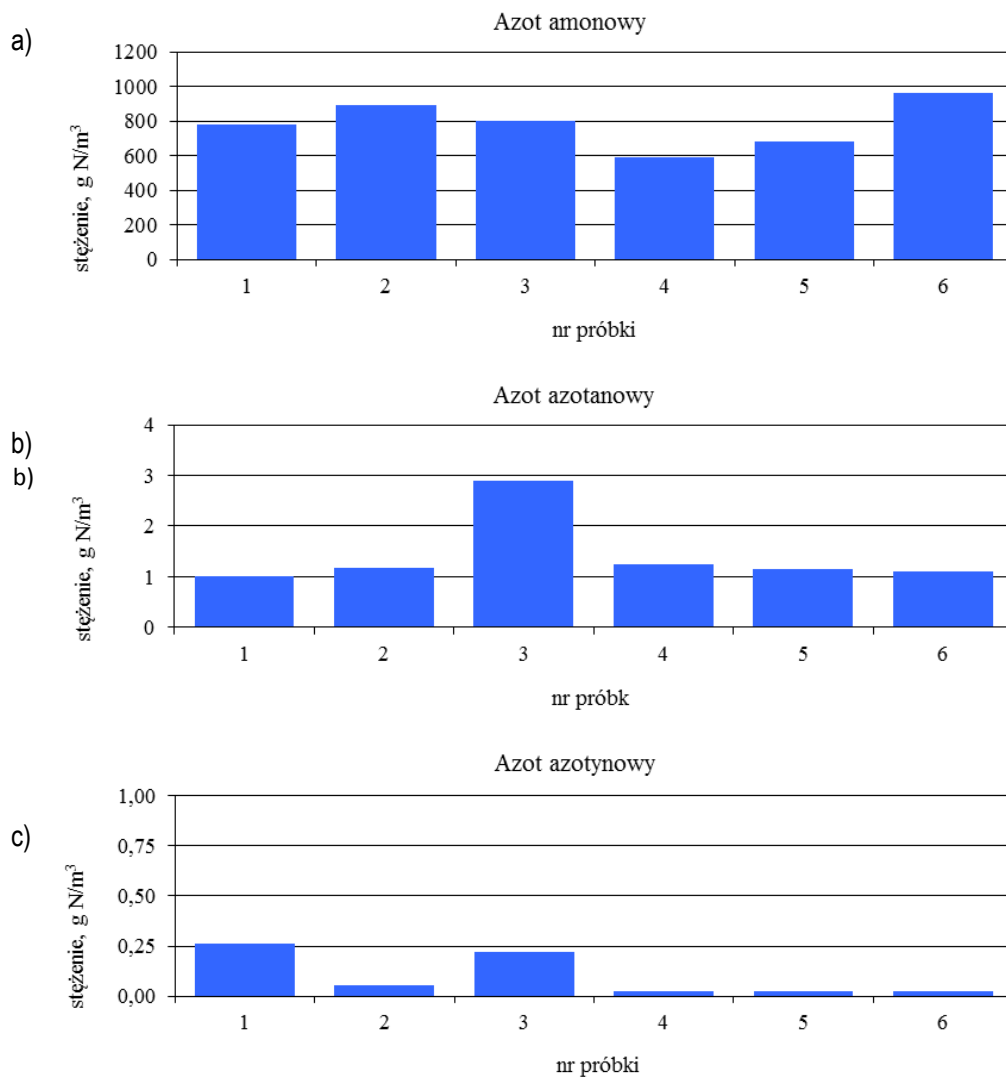 a)
Azot amonowy
stężenie, g N/m³
1200
1000
800
600
400
200
0
1 2 3 4 5 6
nr próbki
b)
b)
Azot azotanowy
stężenie, g N/m³
4
3
2
1
0
1 2 3 4 5 6
nr próbk
c)
Azot azotynowy
stężenie, g N/m³
1,00
0,75
0,50
0,25
0,00
1 2 3 4 5 6
nr próbki